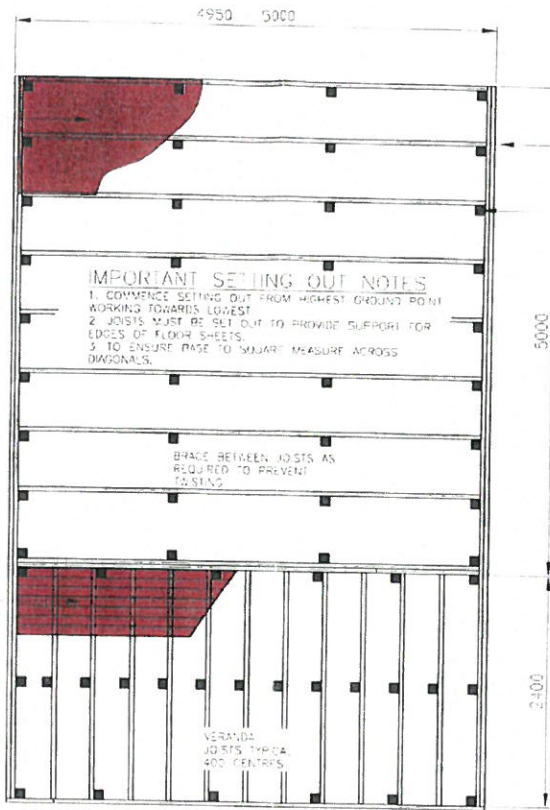 4950 5000
IMPORTANT SETTING OUT NOTES
1. COMMENCE SETTING OUT FROM HIGHEST GROUND POINT
WORKING TOWARDS LOWEST
2 JOISTS MUST BE SET OUT TO PROVIDE SUPPORT FOR
EDGES OF FLOOR SHEETS.
3 TO ENSURE BASE TO SQUARE MEASURE ACROSS
DIAGONALS.
BRACE BETWEEN JOISTS AS
REQUIRED TO PREVENT
TWISTING
5000
2400
VERANDA
JOISTS TYPICAL
400 CENTRES